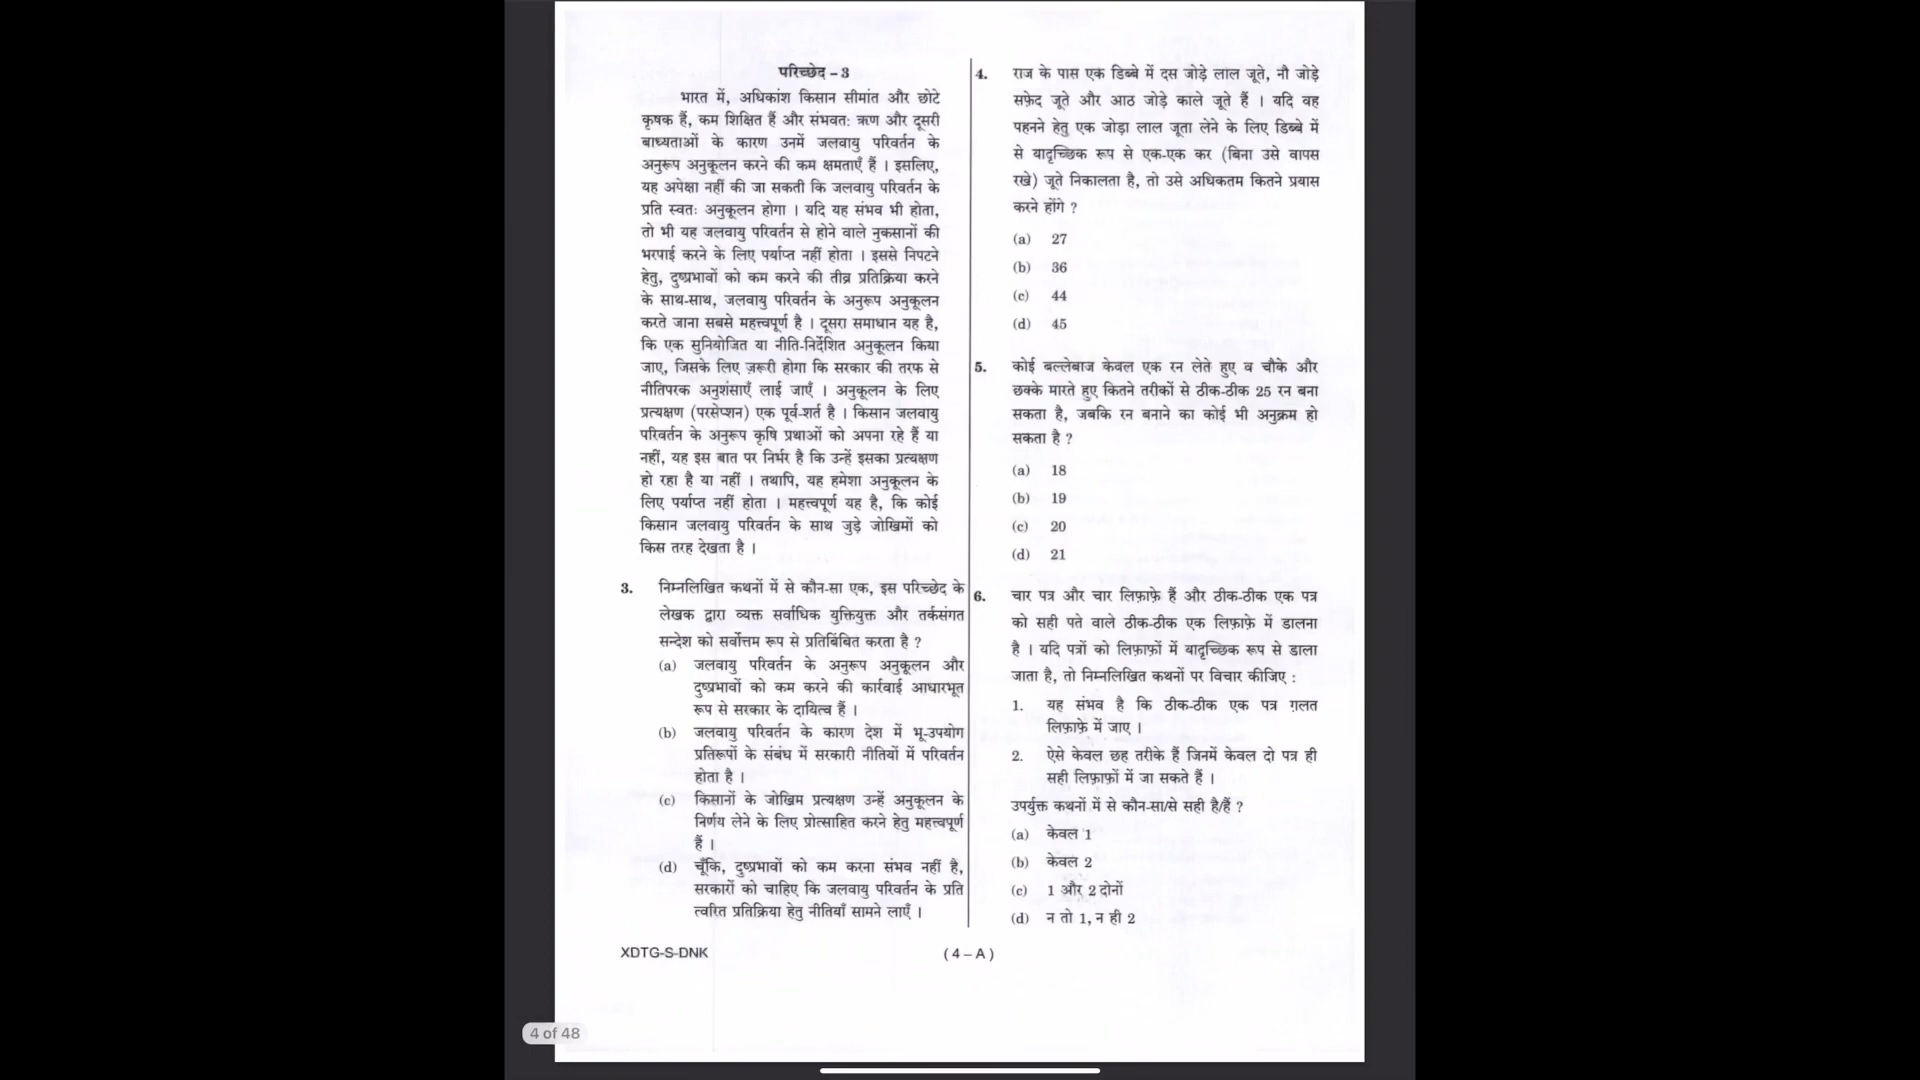 परिच्छेद – 3
भारत में, अधिकांश किसान सीमांत और छोटे
कृषक हैं, कम शिक्षित हैं और संभवतः ऋण और दूसरी
बाध्यताओं के कारण उनमें जलवायु परिवर्तन के
अनुरूप अनुकूलन करने की कम क्षमताएँ हैं । इसलिए,
यह अपेक्षा नहीं की जा सकती कि जलवायु परिवर्तन के
प्रति स्वतः अनुकूलन होगा । यदि यह संभव भी होता,
तो भी यह जलवायु परिवर्तन से होने वाले नुकसानों की
भरपाई करने के लिए पर्याप्त नहीं होता । इससे निपटने
हेतु, दुष्प्रभावों को कम करने की तीव्र प्रतिक्रिया करने
के साथ-साथ, जलवायु परिवर्तन के अनुरूप अनुकूलन
करते जाना सबसे महत्त्वपूर्ण है । दूसरा समाधान यह है,
कि एक सुनियोजित या नीति-निर्देशित अनुकूलन किया
जाए, जिसके लिए ज़रूरी होगा कि सरकार की तरफ से
नीतिपरक अनुशंसाएँ लाई जाएँ । अनुकूलन के लिए
प्रत्यक्षण (परसेप्शन) एक पूर्व-शर्त है । किसान जलवायु
परिवर्तन के अनुरूप कृषि प्रथाओं को अपना रहे हैं या
नहीं, यह इस बात पर निर्भर है कि उन्हें इसका प्रत्यक्षण
हो रहा है या नहीं । तथापि, यह हमेशा अनुकूलन के
लिए पर्याप्त नहीं होता । महत्त्वपूर्ण यह है, कि कोई
किसान जलवायु परिवर्तन के साथ जुड़े जोखिमों को
किस तरह देखता है ।
3. निम्नलिखित कथनों में से कौन-सा एक, इस परिच्छेद के
लेखक द्वारा व्यक्त सर्वाधिक युक्तियुक्त और तर्कसंगत
सन्देश को सर्वोत्तम रूप से प्रतिबिंबित करता है ?
(a) जलवायु परिवर्तन के अनुरूप अनुकूलन और
दुष्प्रभावों को कम करने की कार्रवाई आधारभूत
रूप से सरकार के दायित्व हैं ।
(b) जलवायु परिवर्तन के कारण देश में भू-उपयोग
प्रतिरूपों के संबंध में सरकारी नीतियों में परिवर्तन
होता है ।
(c) किसानों के जोखिम प्रत्यक्षण उन्हें अनुकूलन के
निर्णय लेने के लिए प्रोत्साहित करने हेतु महत्त्वपूर्ण
हैं ।
(d) चूँकि, दुष्प्रभावों को कम करना संभव नहीं है,
सरकारों को चाहिए कि जलवायु परिवर्तन के प्रति
त्वरित प्रतिक्रिया हेतु नीतियाँ सामने लाएँ ।
4. राज के पास एक डिब्बे में दस जोड़े लाल जूते, नौ जोड़े
सफ़ेद जूते और आठ जोड़े काले जूते हैं । यदि वह
पहनने हेतु एक जोड़ा लाल जूता लेने के लिए डिब्बे में
से यादृच्छिक रूप से एक-एक कर (बिना उसे वापस
रखे) जूते निकालता है, तो उसे अधिकतम कितने प्रयास
करने होंगे ?
(a) 27
(b) 36
(c) 44
(d) 45
5. कोई बल्लेबाज केवल एक रन लेते हुए व चौके और
छक्के मारते हुए कितने तरीकों से ठीक-ठीक 25 रन बना
सकता है, जबकि रन बनाने का कोई भी अनुक्रम हो
सकता है ?
(a) 18
(b) 19
(c) 20
(d) 21
6. चार पत्र और चार लिफ़ाफ़े हैं और ठीक-ठीक एक पत्र
को सही पते वाले ठीक-ठीक एक लिफ़ाफ़े में डालना
है । यदि पत्रों को लिफ़ाफ़ों में यादृच्छिक रूप से डाला
जाता है, तो निम्नलिखित कथनों पर विचार कीजिए :
1. यह संभव है कि ठीक-ठीक एक पत्र ग़लत
लिफ़ाफ़े में जाए ।
2. ऐसे केवल छह तरीके हैं जिनमें केवल दो पत्र ही
सही लिफ़ाफ़ों में जा सकते हैं ।
उपर्युक्त कथनों में से कौन-सा/से सही है/हैं ?
(a) केवल 1
(b) केवल 2
(c) 1 और 2 दोनों
(d) न तो 1, न ही 2
XDTG-S-DNK
( 4 – A )
4 of 48